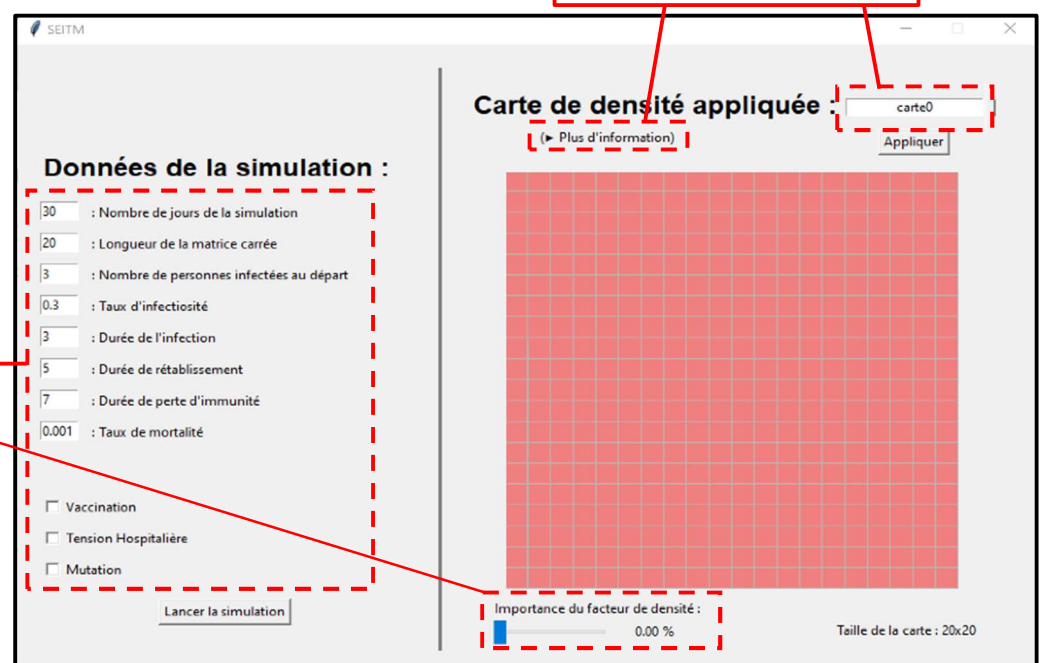 SEITM
Données de la simulation :
30 : Nombre de jours de la simulation
20 : Longueur de la matrice carrée
3 : Nombre de personnes infectées au départ
0.3 : Taux d'infectiosité
3 : Durée de l'infection
5 : Durée de rétablissement
7 : Durée de perte d'immunité
0.001 : Taux de mortalité
Vaccination
Tension Hospitalière
Mutation
Lancer la simulation
Carte de densité appliquée : carte0
(► Plus d'information)
Appliquer
Importance du facteur de densité :
0.00 %
Taille de la carte : 20x20